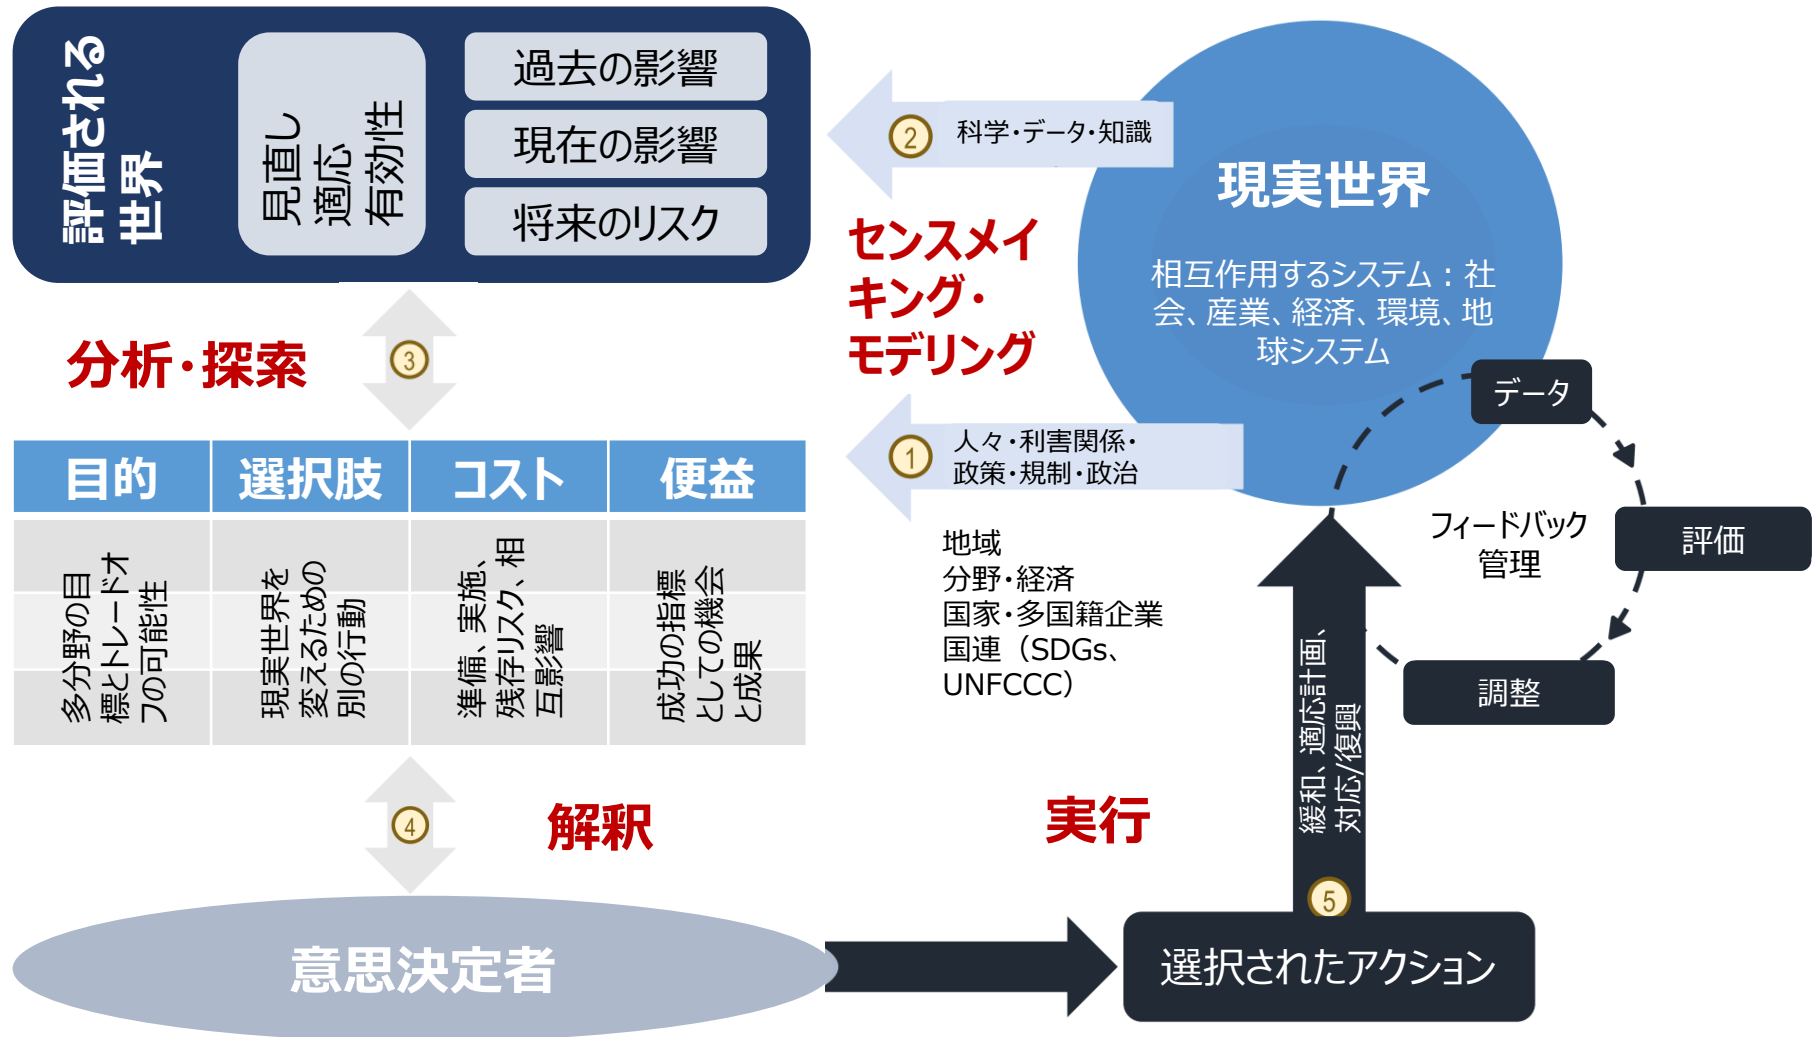 評価される
世界
見直し
適応
有効性
過去の影響
現在の影響
将来のリスク
2
科学・データ・知識
現実世界
相互作用するシステム：社
会、産業、経済、環境、地
球システム
センスメイ
キング・
モデリング
分析・探索
3
1
人々・利害関係・
政策・規制・政治
データ
フィードバック
管理
評価
調整
目的
選択肢
コスト
便益
多分野の目
標とトレードオ
フの可能性
現実世界を
変えるための
別の行動
準備、実施、
残存リスク、相
互影響
成功の指標
としての機会
と成果
地域
分野・経済
国家・多国籍企業
国連（SDGs、
UNFCCC）
4
解釈
実行
緩和、適応計画、
対応/復興
5
意思決定者
選択されたアクション